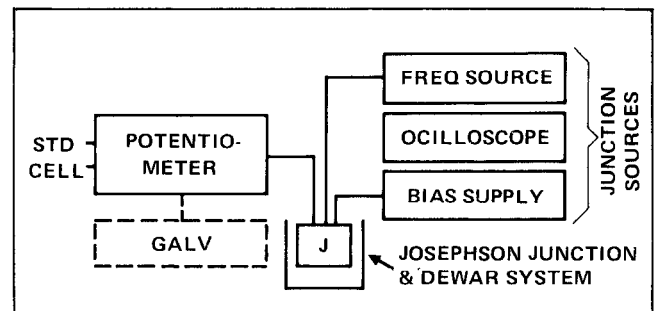 FREQ SOURCE
OCILLOSCOPE
BIAS SUPPLY
JUNCTION
SOURCES
STD
CELL
POTENTIO-
METER
GALV
J
JOSEPHSON JUNCTION
& DEWAR SYSTEM